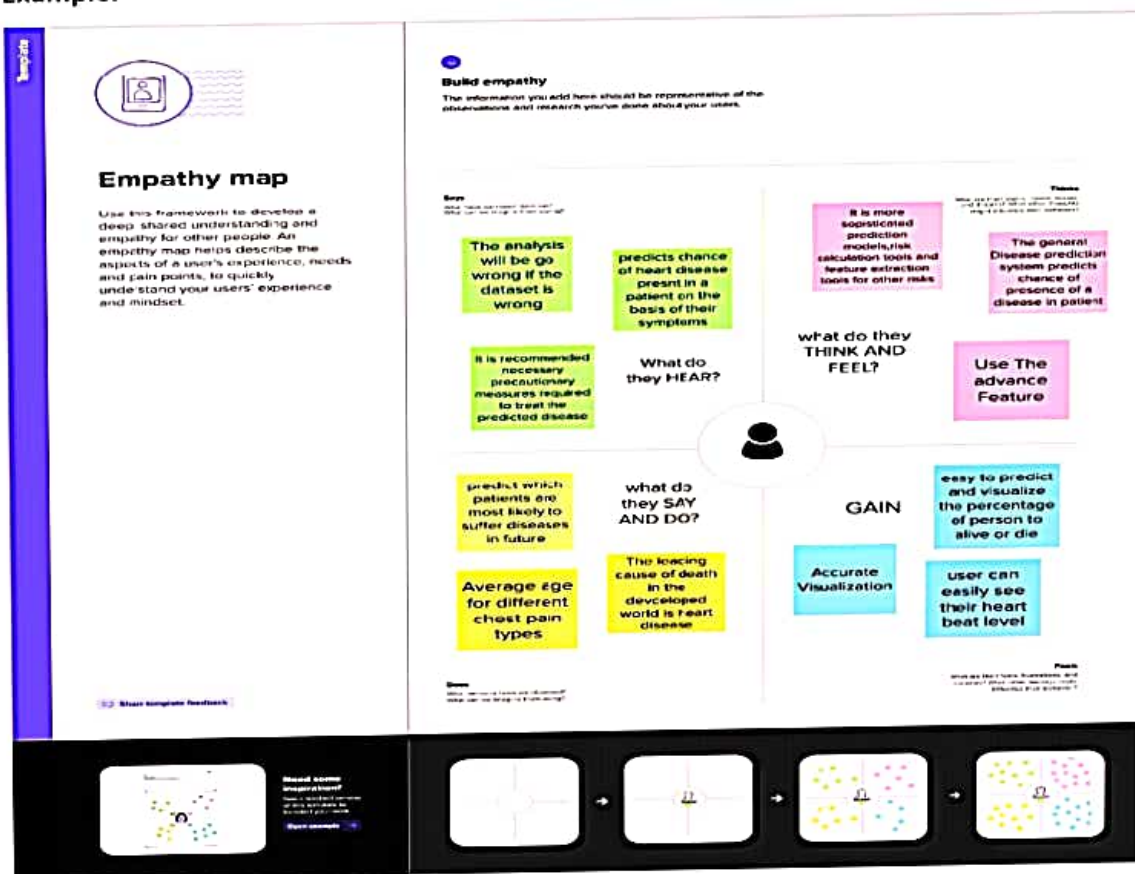 Example:
Template
Empathy map
Use this framework to develop a
deep shared understanding and
empathy for other people. An
empathy map helps describe the
aspects of a user's experience, needs
and pain points, to quickly
understand your users' experience
and mindset.
Share template feedback
Build empathy
The information you add here should be representative of the
observations and research you've done about your users.
Says
The analysis
will be go
wrong if the
dataset is
wrong
predicts chance
of heart disease
presnt in a
patient on the
basis of their
symptoms
It is recommended
necessary
precautionary
measures required
to treat the
predicted disease
What do
they HEAR?
Thinks
It is more
sopisticated
prediction
models,risk
calculation tools and
feature extraction
tools for other risks
The general
Disease prediction
system predicts
chance of
presence of a
disease in patient
what do they
THINK AND
FEEL?
Use The
advance
Feature
predict which
patients are
most likely to
suffer diseases
in future
what do
they SAY
AND DO?
Average age
for different
chest pain
types
The leacing
cause of death
in the
devceloped
world is heart
disease
Does
GAIN
easy to predict
and visualize
the percentage
of person to
alive or die
Accurate
Visualization
user can
easily see
their heart
beat level
Feels
Need some
inspiration?
Open example